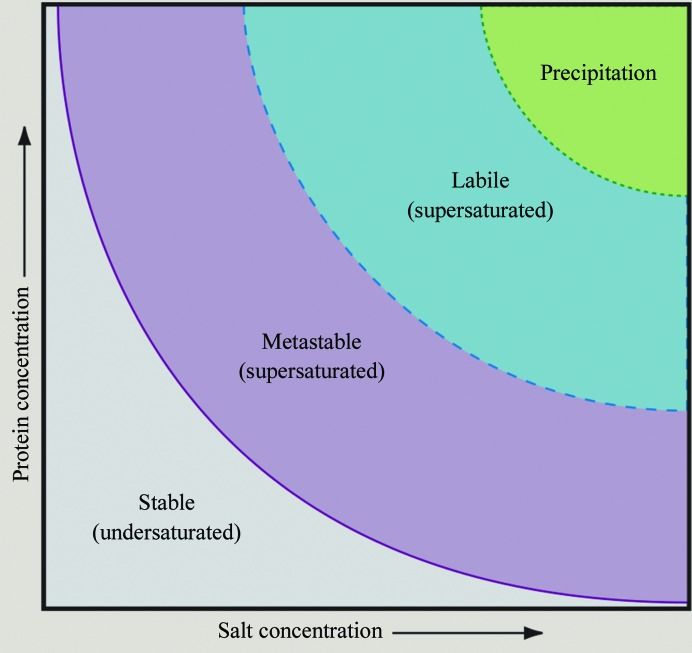 Precipitation
Labile
(supersaturated)
Metastable
(supersaturated)
Stable
(undersaturated)
Protein concentration
Salt concentration